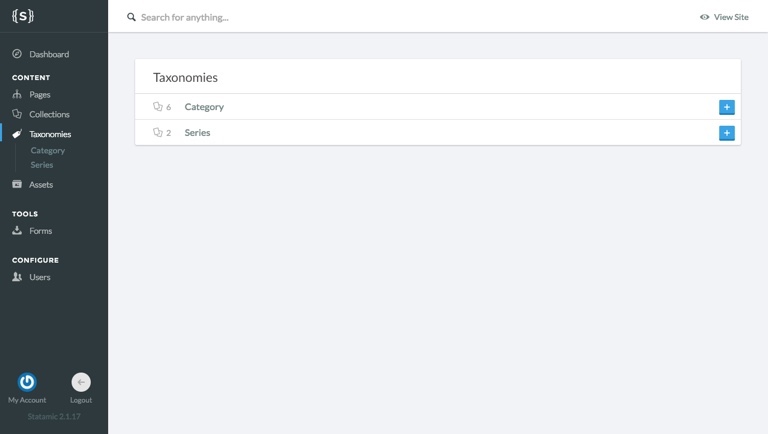 {S}
Search for anything...
View Site
Dashboard
CONTENT
Pages
Collections
Taxonomies
Category
Series
Assets
TOOLS
Forms
CONFIGURE
Users
My Account
Logout
Statamic 2.1.17
Taxonomies
6 Category +
2 Series +